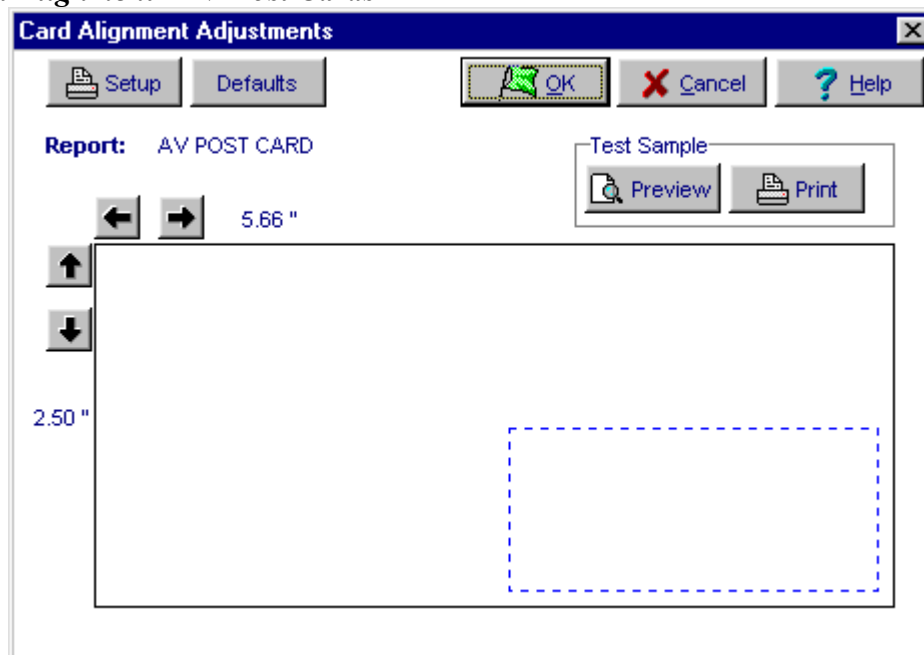 Card Alignment Adjustments
Setup Defaults OK Cancel Help
Report: AV POST CARD
Test Sample
Preview Print
5.66 "
2.50 "